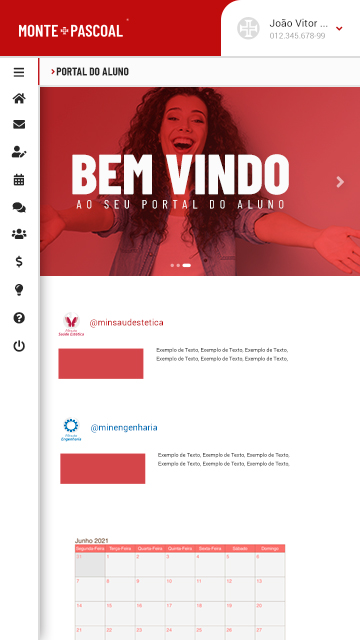 MONTE PASCOAL
João Vitor ...
012.345 678-99
PORTAL DO ALUNO
BEM VINDO
AO SEU PORTAL DO ALUNO
@minsaudestetica
Saúde Estética
Exemplo de Texto, Exemplo de Texto, Exemplo de Texto,
Exemplo de Texto, Exemplo de Texto. Exemplo de Texto,
@minengenharia
Engenharia
Exemplo de Texto, Exemplo de Texto, Exemplo de Texto,
Exemplo de Texto, Exemplo de Texto. Exemplo de Texto,
Junho 2021
Segunda-Feira Terça-Feira Quarta-Feira Quinta-Feira Sexta-Feira Sábado Domingo
31 1 2 3 4 5 6
7 8 9 10 11 12 13
14 15 16 17 18 19 20
21 22 23 24 25 26 27